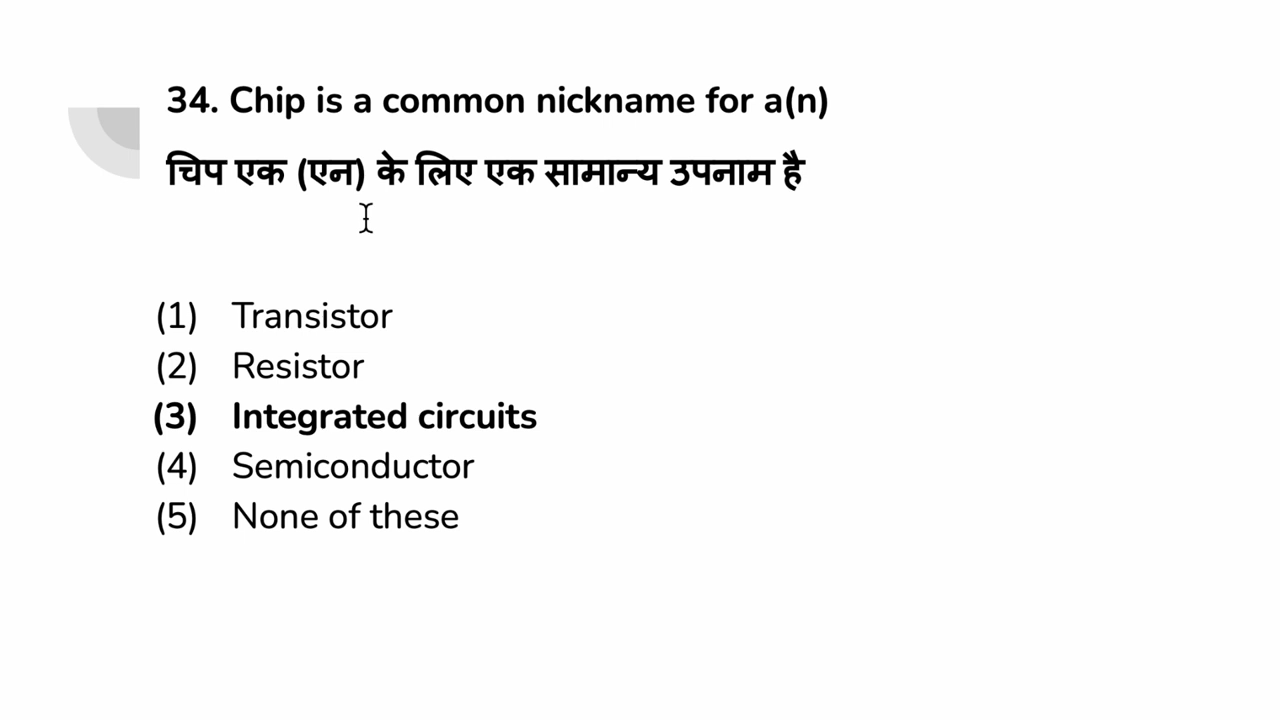 34. Chip is a common nickname for a(n)
चिप एक (एन) के लिए एक सामान्य उपनाम है
(1) Transistor
(2) Resistor
(3) Integrated circuits
(4) Semiconductor
(5) None of these